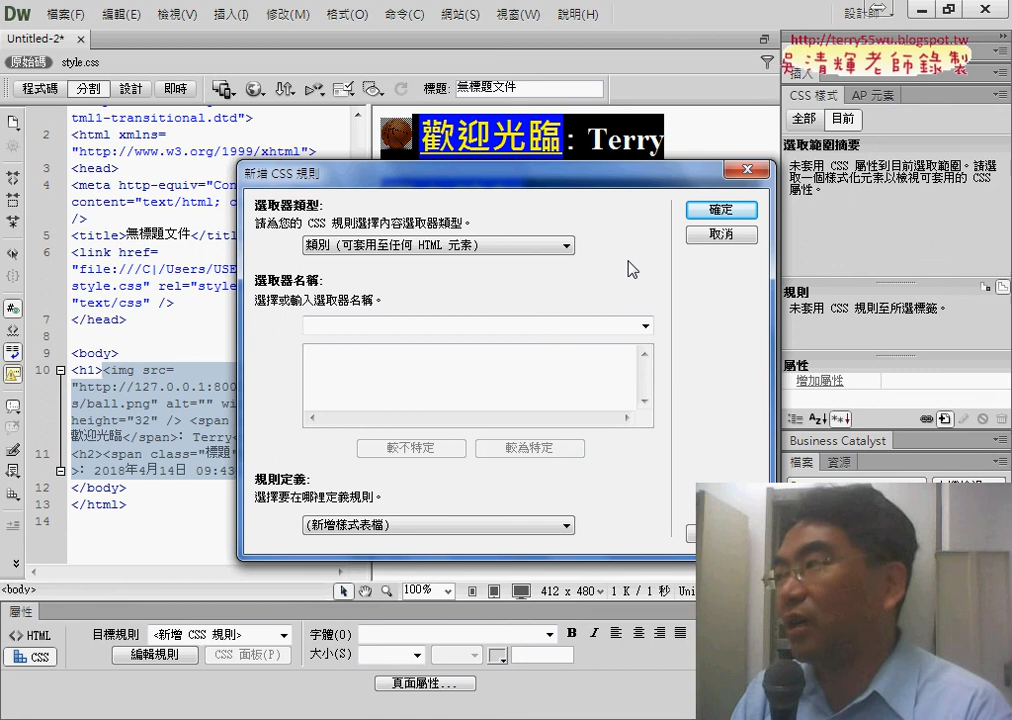 Dw 檔案(F) 編輯(E) 檢視(V) 插入(I) 修改(M) 格式(O) 命令(C) 網站(S) 視窗(W) 說明(H) 設計師
Untitled-2*
http://terry55wu.blogspot.tw
吳清輝老師錄製
原始碼 style.css
插入
程式碼 分割 設計 即時 標題: 無標題文件
CSS 樣式 AP 元素
全部 目前
tml1-transitional.dtd">
2 <html xmlns=
"http://www.w3.org/1999/xhtml">
3 <head>
4 <meta http-equiv="Con
content="text/html; c
/>
5 <title>無標題文件</titl
6 <link href=
"file:///C|/Users/USE
style.css" rel="style
"text/css" />
7 </head>
8
9 <body>
10 <h1><img src=
"http://127.0.0.1:800
s/ball.png" alt="" wi
height="32" /> <span
歡迎光臨</span>: Terry<
11 <h2><span class="標題"
>: 2018年4月14日 09:43
12 </body>
13 </html>
14
歡迎光臨: Terry
新增 CSS 規則
選取器類型:
請為您的 CSS 規則選擇內容選取器類型。
類別 (可套用至任何 HTML 元素)
選取器名稱:
選擇或輸入選取器名稱。
較不特定 較為特定
規則定義:
選擇要在哪裡定義規則。
(新增樣式表檔)
確定
取消
選取範圍摘要
未套用 CSS 屬性到目前選取範圍。請選
取一個樣式化元素以檢視可套用的 CSS
屬性。
規則
未套用 CSS 規則至所選標籤。
屬性
增加屬性
Business Catalyst
檔案 資源
<body> 100% 412 x 480 1 K / 1 秒 Uni
屬性
<> HTML 目標規則 <新增 CSS 規則> 字體(O) B I
CSS 編輯規則 CSS 面板(P) 大小(S)
頁面屬性...